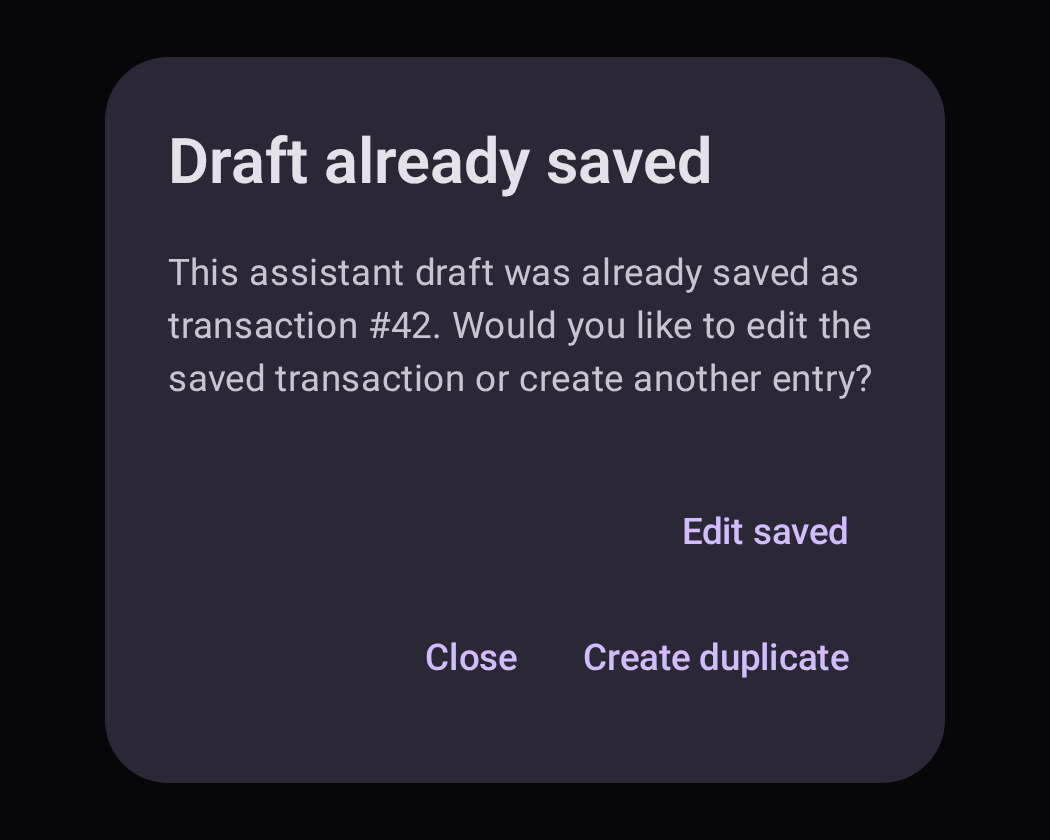 Draft already saved
This assistant draft was already saved as
transaction #42. Would you like to edit the
saved transaction or create another entry?
Edit saved
Close Create duplicate